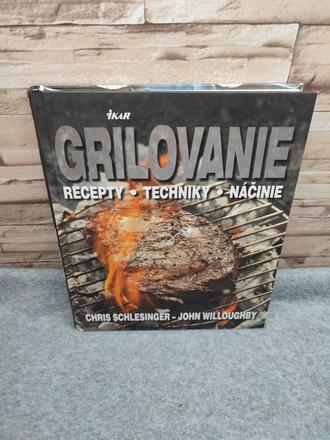 iKAR
GRILOVANIE
RECEPTY • TECHNIKY • NÁČINIE
CHRIS SCHLESINGER – JOHN WILLOUGHBY